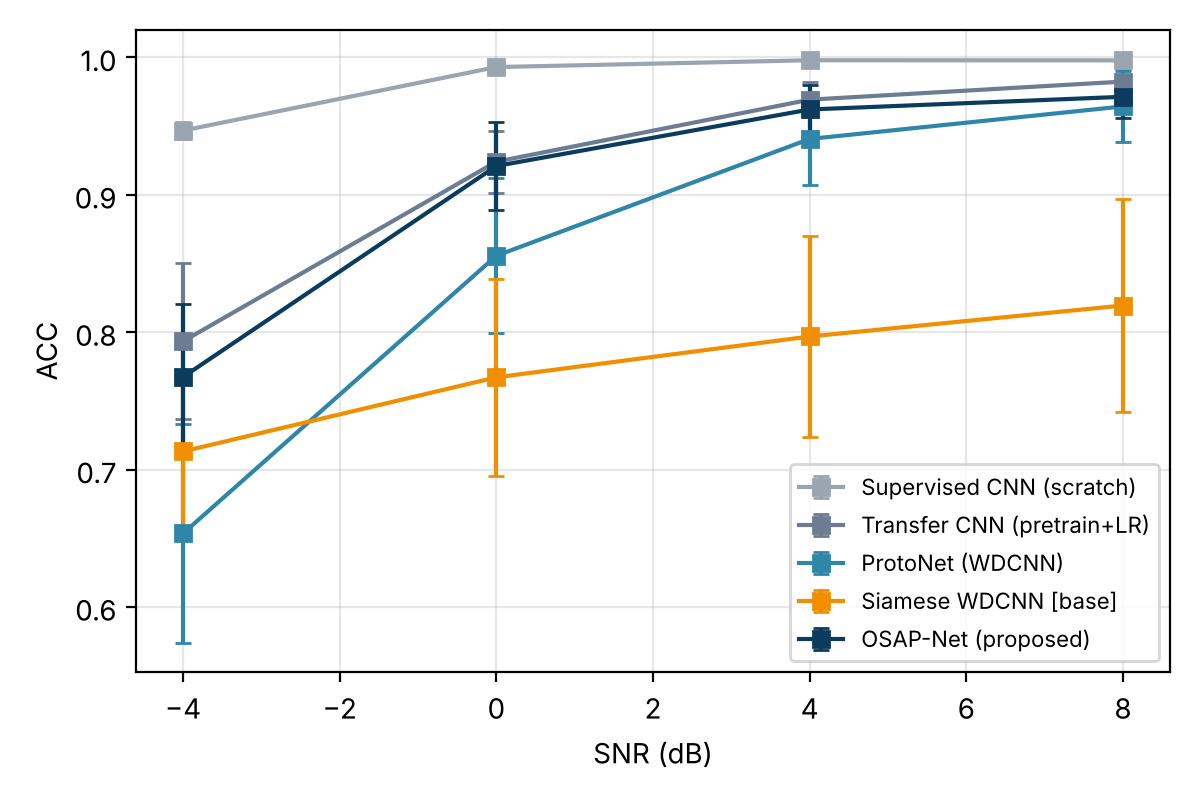 1.0
0.9
0.8
0.7
0.6
ACC
−4
−2
0
2
4
6
8
SNR (dB)
Supervised CNN (scratch)
Transfer CNN (pretrain+LR)
ProtoNet (WDCNN)
Siamese WDCNN [base]
OSAP-Net (proposed)